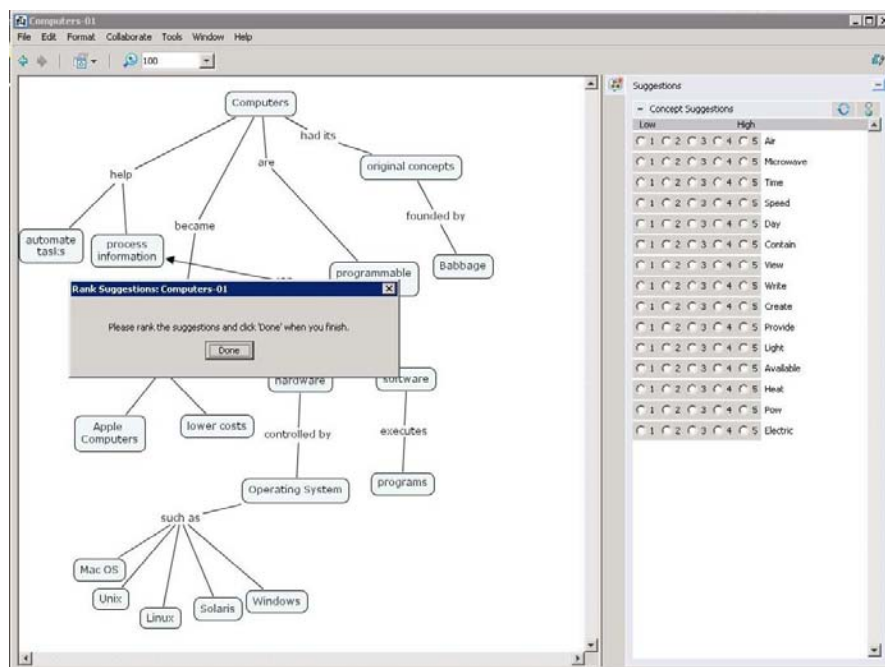 Computers-01
File Edit Format Collaborate Tools Window Help
100
Computers
had its
are
original concepts
help
became
founded by
automate tasks
process information
programmable
Babbage
Rank Suggestions: Computers-01
Please rank the suggestions and click 'Done' when you finish.
Done
hardware
software
Apple Computers
lower costs
controlled by
executes
Operating System
programs
such as
Mac OS
Unix
Linux
Solaris
Windows
Suggestions
Concept Suggestions
Low High
1 2 3 4 5 Air
1 2 3 4 5 Microwave
1 2 3 4 5 Time
1 2 3 4 5 Speed
1 2 3 4 5 Day
1 2 3 4 5 Contain
1 2 3 4 5 View
1 2 3 4 5 Write
1 2 3 4 5 Create
1 2 3 4 5 Provide
1 2 3 4 5 Light
1 2 3 4 5 Available
1 2 3 4 5 Heat
1 2 3 4 5 Pow
1 2 3 4 5 Electric